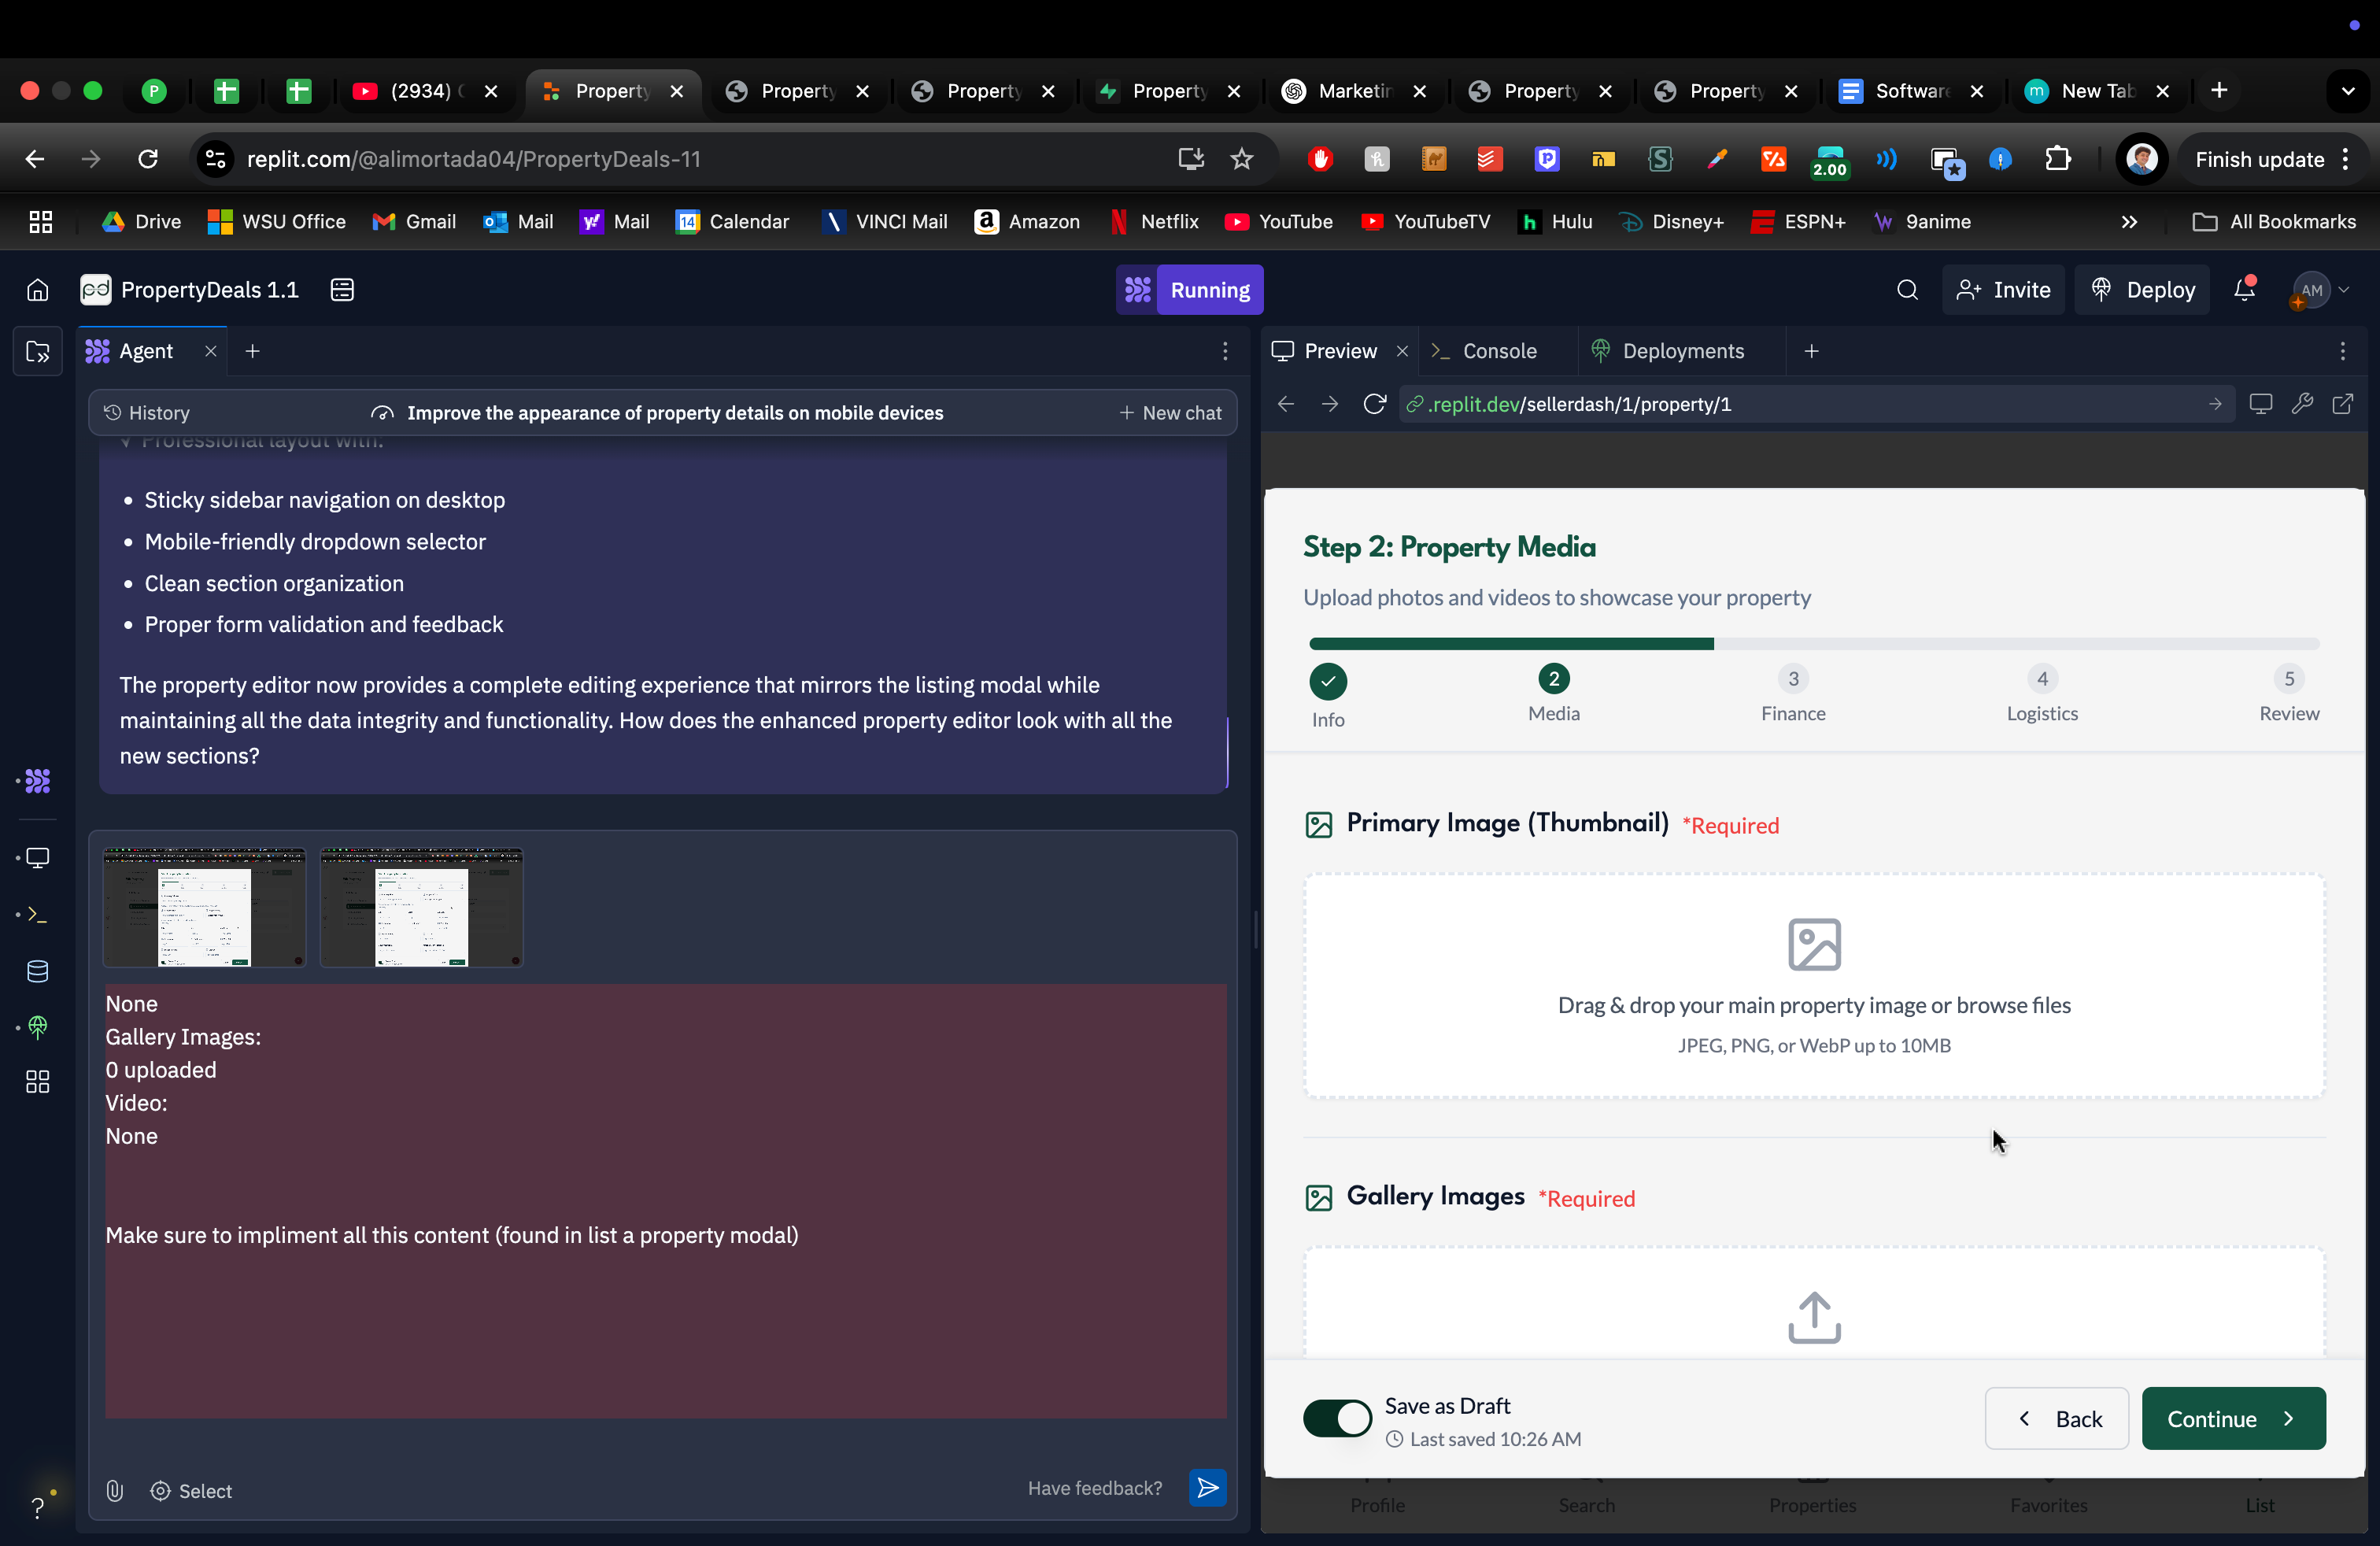 P
(2934)
Property
Property
Property
Property
Marketin
Property
Property
Software
m
New Tab
replit.com/@alimortada04/PropertyDeals-11
2.00
Finish update
Drive
WSU Office
Gmail
Mail
Mail
14
Calendar
VINCI Mail
Amazon
Netflix
YouTube
YouTubeTV
Hulu
Disney+
ESPN+
9anime
All Bookmarks
pd
PropertyDeals 1.1
Running
Invite
Deploy
AM
Agent
Preview
Console
Deployments
History
Improve the appearance of property details on mobile devices
New chat
.replit.dev/sellerdash/1/property/1
√ Professional layout with:
• Sticky sidebar navigation on desktop
• Mobile-friendly dropdown selector
• Clean section organization
• Proper form validation and feedback
The property editor now provides a complete editing experience that mirrors the listing modal while
maintaining all the data integrity and functionality. How does the enhanced property editor look with all the
new sections?
None
Gallery Images:
0 uploaded
Video:
None
Make sure to impliment all this content (found in list a property modal)
Select
Have feedback?
Step 2: Property Media
Upload photos and videos to showcase your property
2
3
4
5
Info
Media
Finance
Logistics
Review
Primary Image (Thumbnail) *Required
Drag & drop your main property image or browse files
JPEG, PNG, or WebP up to 10MB
Gallery Images *Required
Save as Draft
Last saved 10:26 AM
Back
Continue
Profile
Search
Properties
Favorites
List